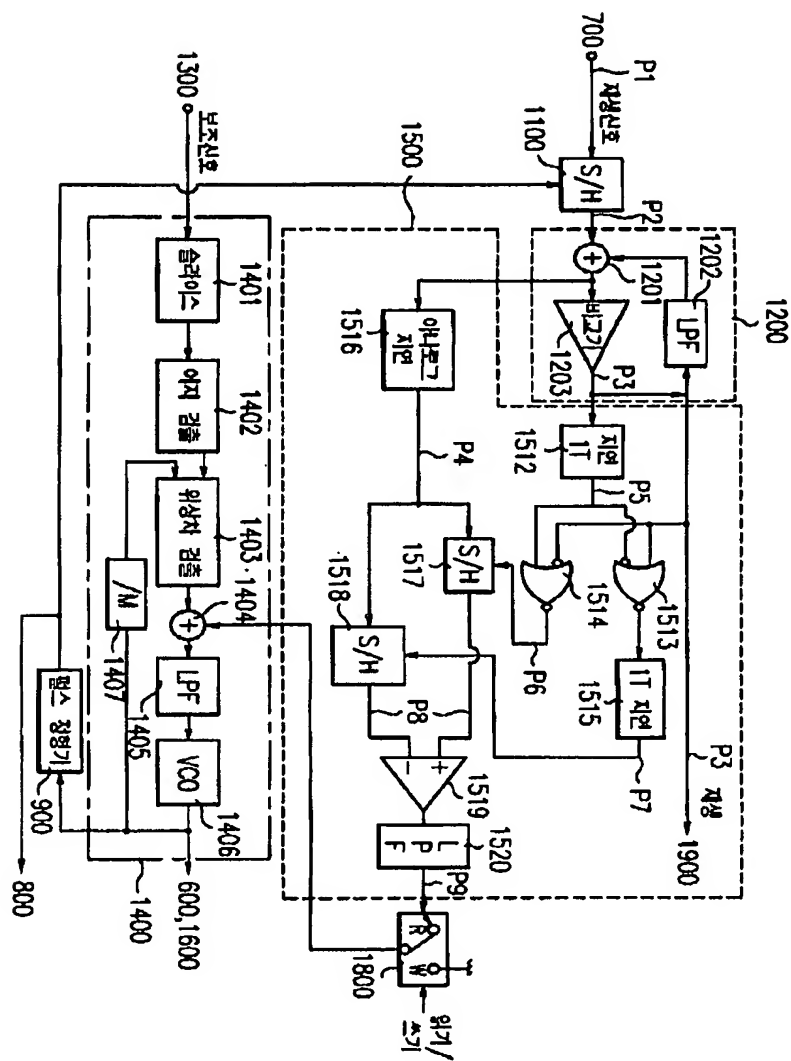 700
P1
재생신호
1100
S/H
P2
1202
LPF
1200
1201
비교기
1203
P3
1500
1516
아나로그
지연
P4
1512
지연
1T
P5
1513
1514
P6
1515
1T 지연
P7
P3 재생
1900
1517
S/H
1518
S/H
P8
+
-
1519
1520
LPF
P9
R
W
1800
읽기/
쓰기
1300
보조신호
1401
슬라이스
1402
에지 검출
1403
위상차 검출
1404
+
LPF
1405
VCO
1406
/M
1407
1400
600,1600
펄스 정형기
900
800